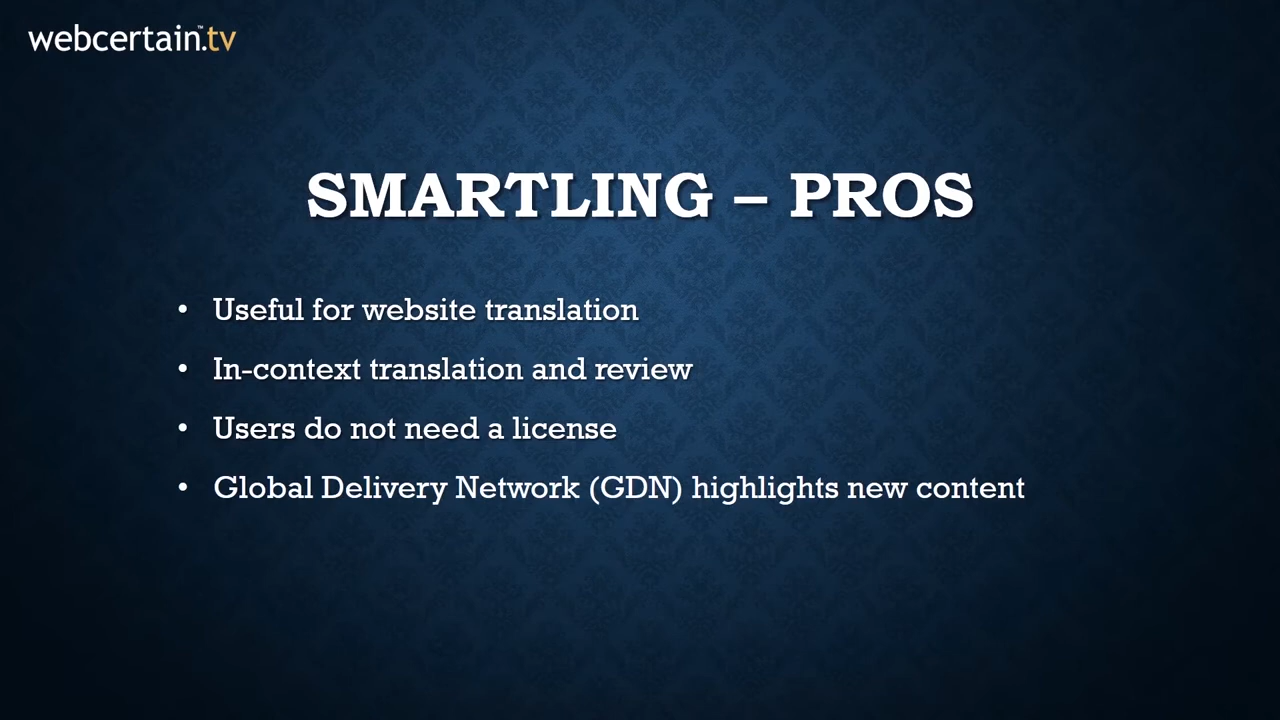 webcertain.tv™
SMARTLING – PROS
• Useful for website translation
• In-context translation and review
• Users do not need a license
• Global Delivery Network (GDN) highlights new content